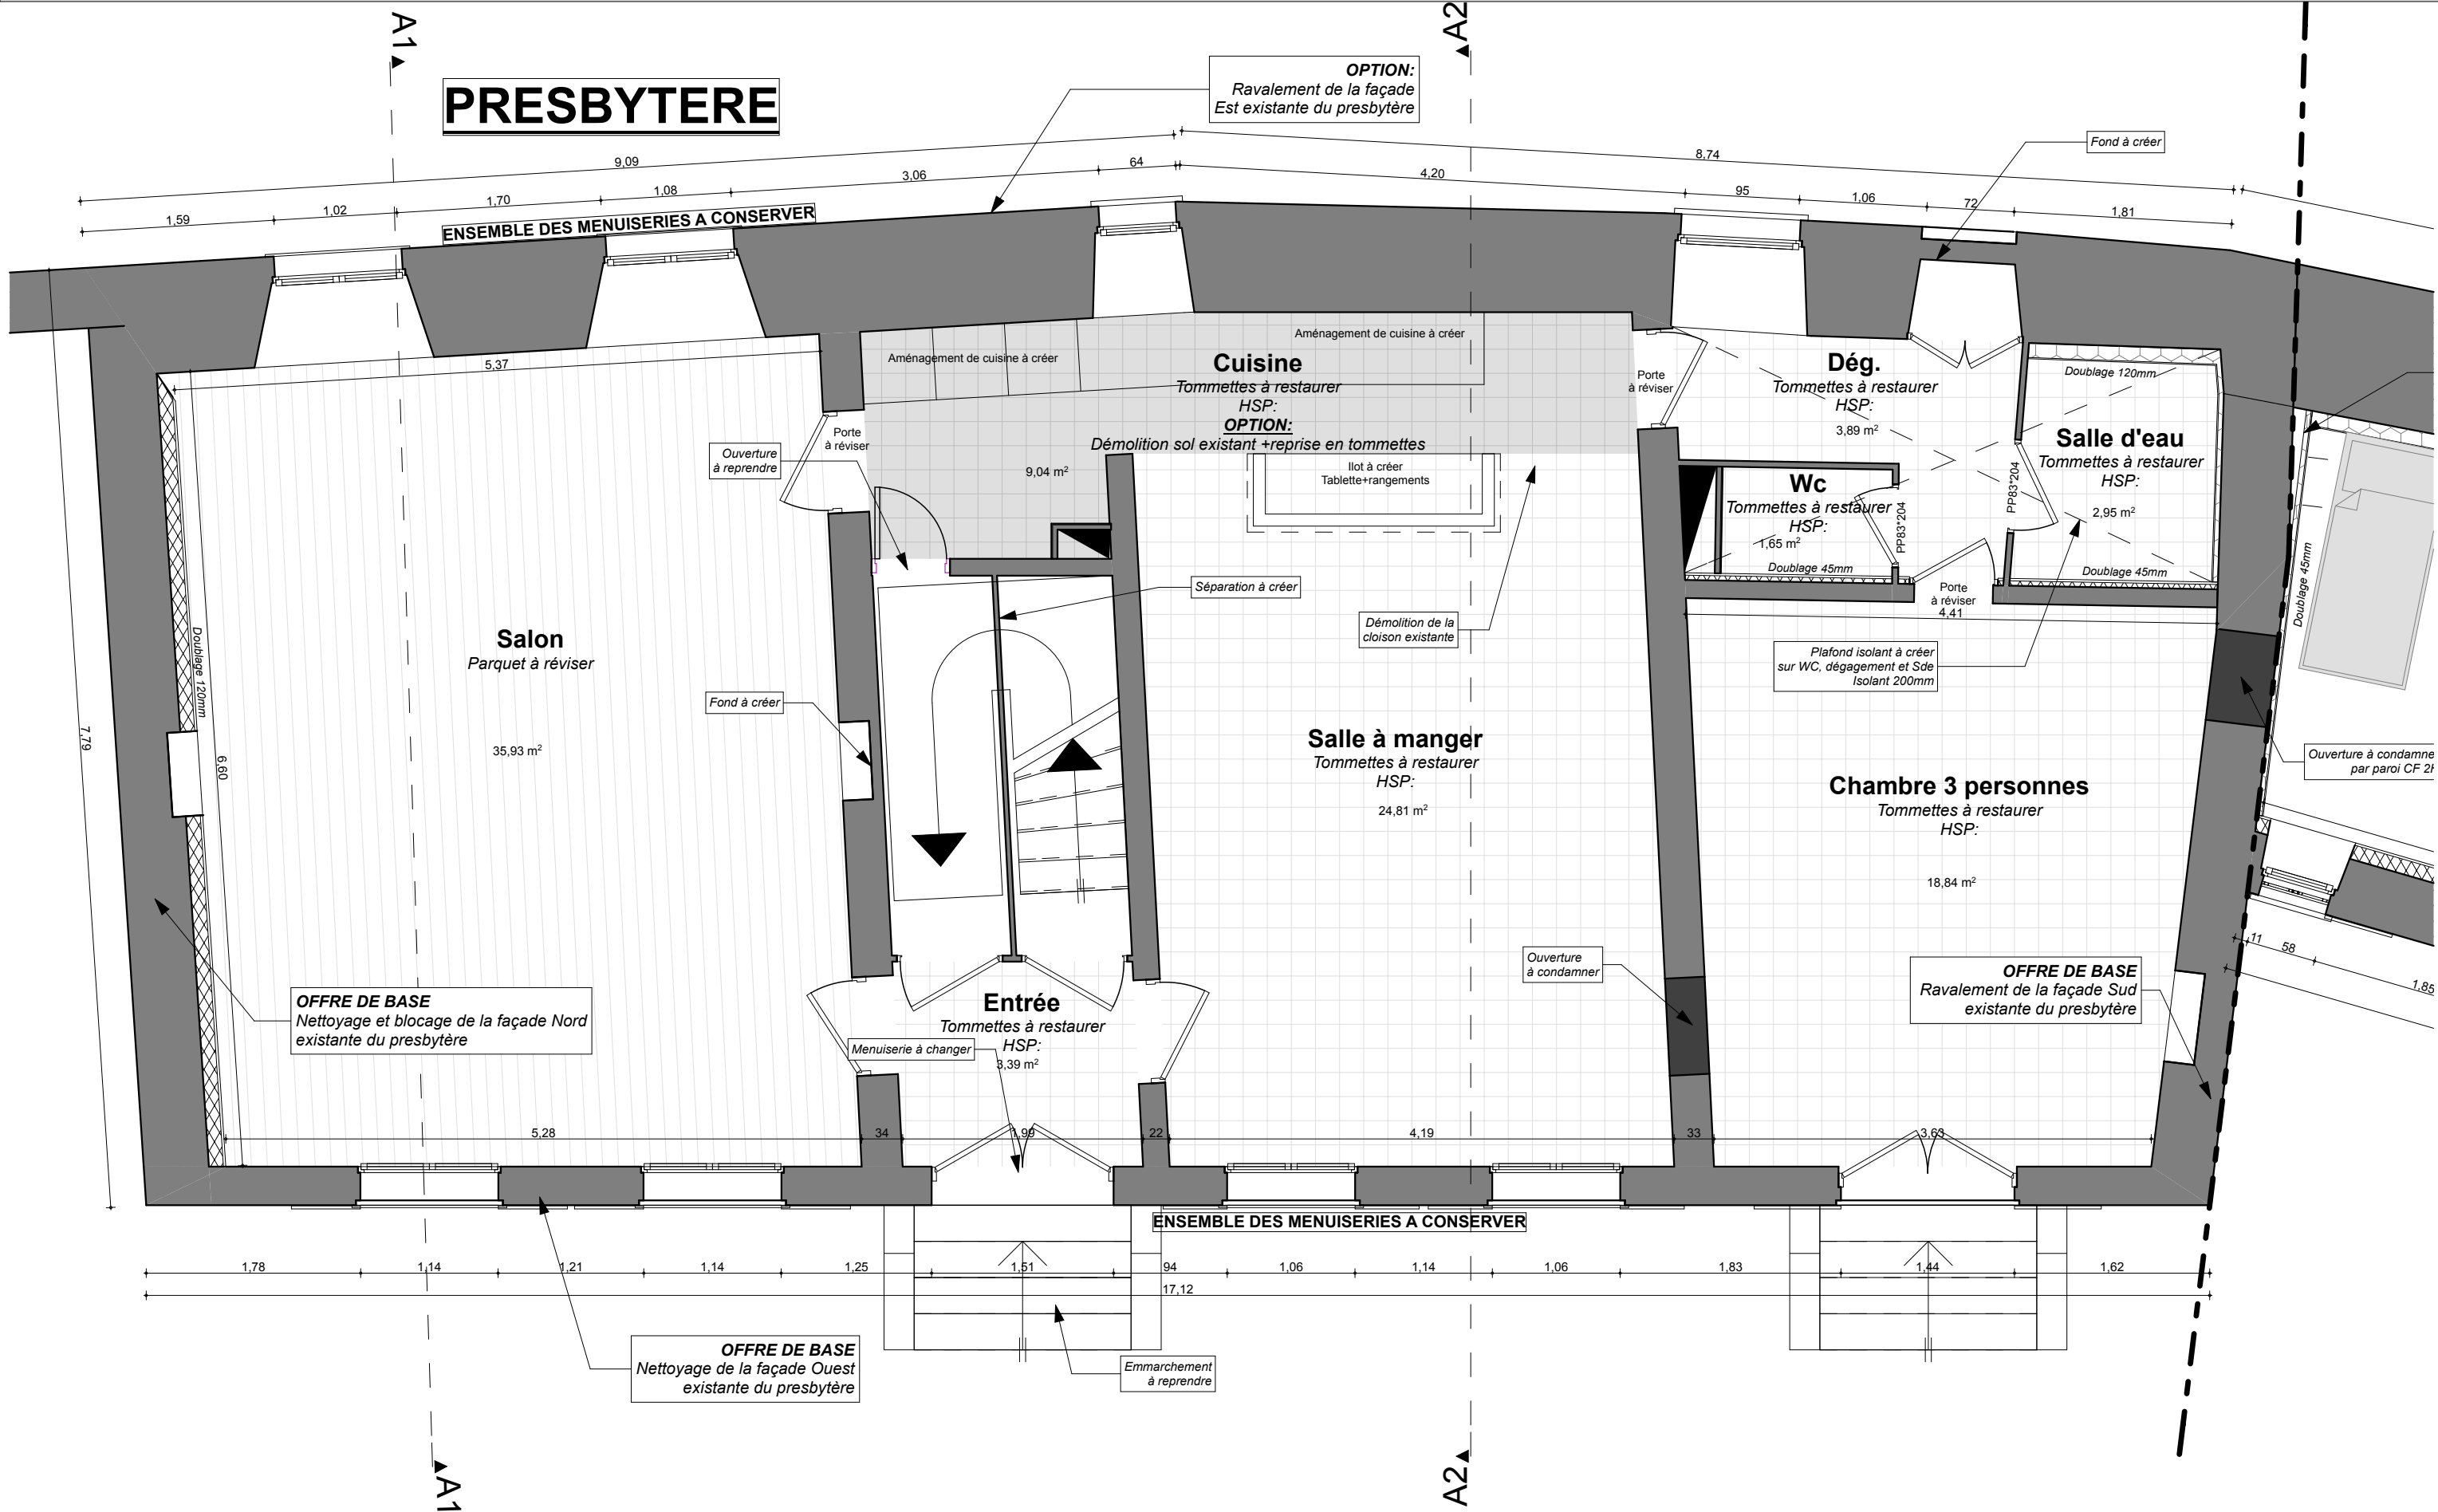 A1
A2
PRESBYTERE
OPTION:
Ravalement de la façade
Est existante du presbytère
Fond à créer
9,09
8,74
1,59
1,02
1,70
1,08
3,06
64
4,20
95
1,06
72
1,81
ENSEMBLE DES MENUISERIES A CONSERVER
5,37
Aménagement de cuisine à créer
Aménagement de cuisine à créer
Cuisine
Tommettes à restaurer
HSP:
OPTION:
Démolition sol existant +reprise en tommettes
9,04 m²
Ilot à créer
Tablette+rangements
Porte
à réviser
Porte
à réviser
Ouverture
à reprendre
Dég.
Tommettes à restaurer
HSP:
3,89 m²
Doublage 120mm
Salle d'eau
Tommettes à restaurer
HSP:
2,95 m²
Doublage 45mm
PP83*204
Wc
Tommettes à restaurer
HSP:
1,65 m²
Doublage 45mm
PP83*204
Porte
à réviser
4,41
Doublage 45mm
Séparation à créer
Démolition de la
cloison existante
Plafond isolant à créer
sur WC, dégagement et Sde
Isolant 200mm
Salon
Parquet à réviser
35,93 m²
Doublage 120mm
6,60
7,79
Fond à créer
Salle à manger
Tommettes à restaurer
HSP:
24,81 m²
Chambre 3 personnes
Tommettes à restaurer
HSP:
18,84 m²
Ouverture à condamne
par paroi CF 2H
Ouverture
à condamner
OFFRE DE BASE
Ravalement de la façade Sud
existante du presbytère
11
58
1,85
OFFRE DE BASE
Nettoyage et blocage de la façade Nord
existante du presbytère
Entrée
Tommettes à restaurer
HSP:
3,39 m²
Menuiserie à changer
5,28
34
1,99
22
4,19
33
3,63
ENSEMBLE DES MENUISERIES A CONSERVER
1,78
1,14
1,21
1,14
1,25
1,51
94
1,06
1,14
1,06
1,83
1,44
1,62
17,12
OFFRE DE BASE
Nettoyage de la façade Ouest
existante du presbytère
Emmarchement
à reprendre
A1
A2